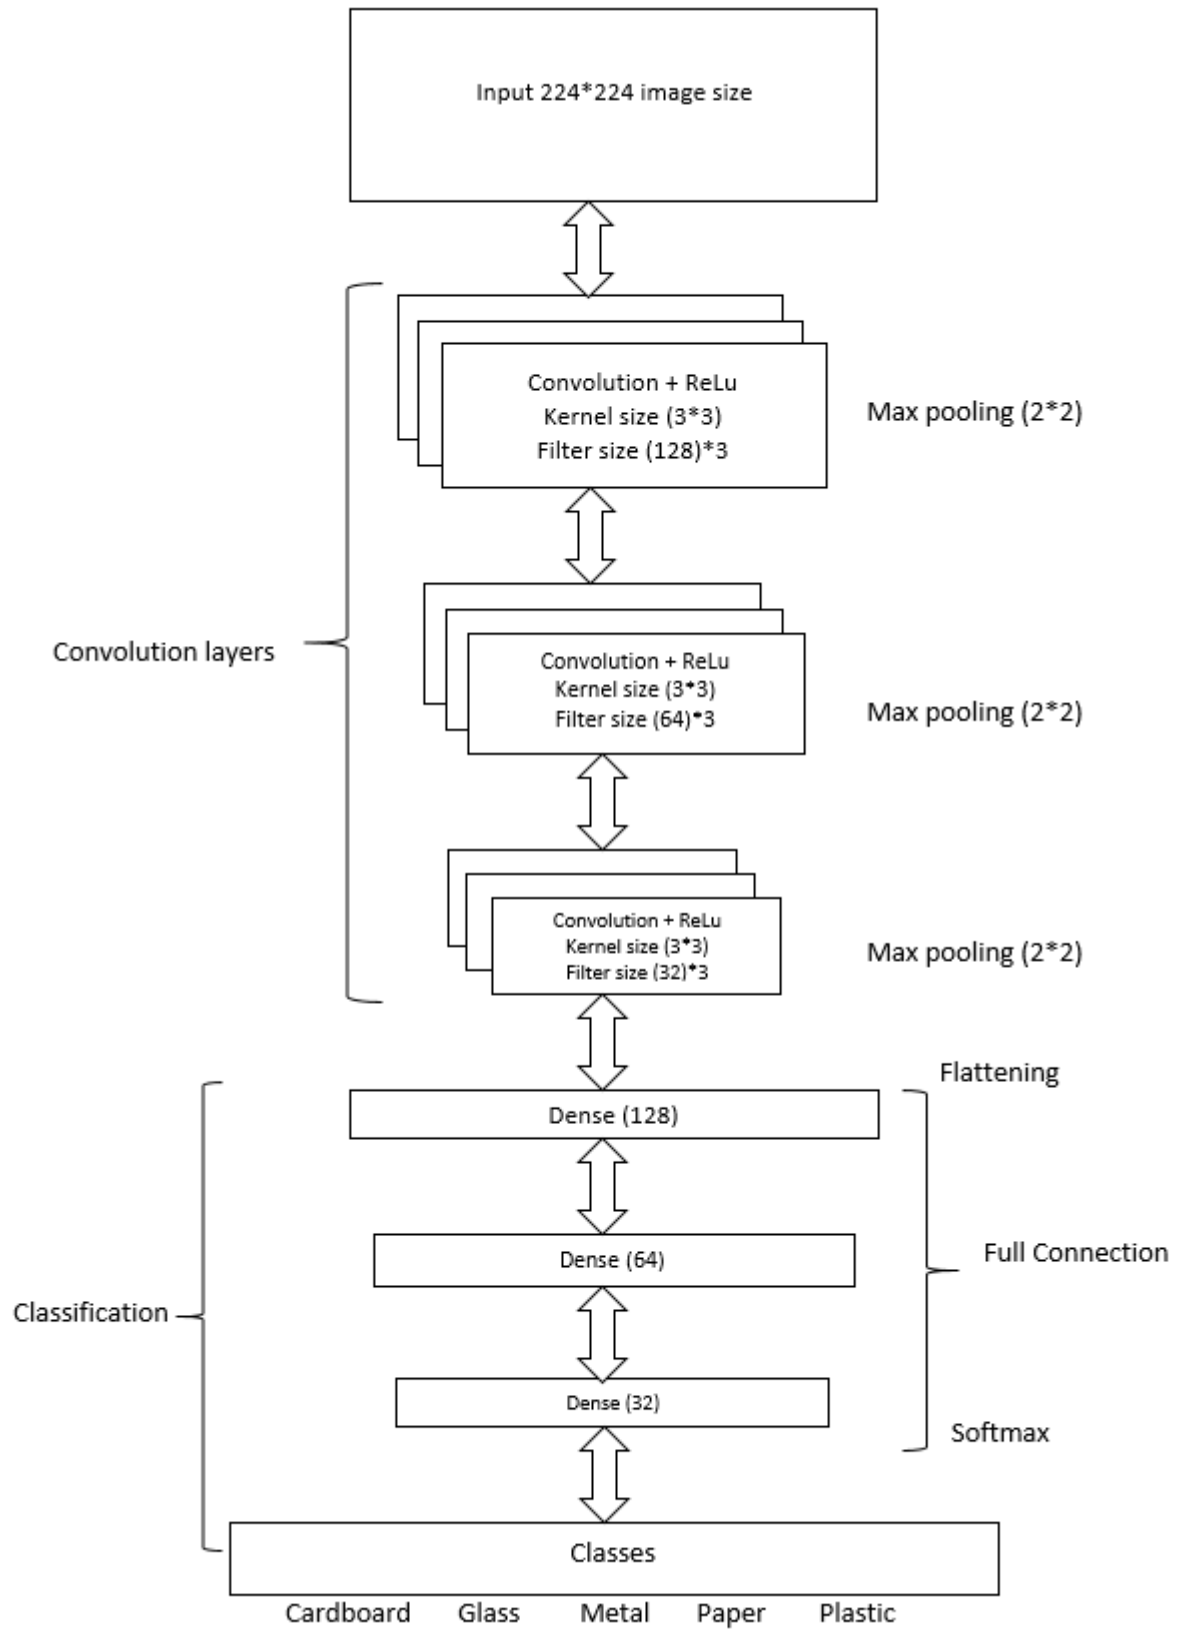 Input 224*224 image size
Convolution + ReLu
Kernel size (3*3)
Filter size (128)*3
Max pooling (2*2)
Convolution layers
Convolution + ReLu
Kernel size (3*3)
Filter size (64)*3
Max pooling (2*2)
Convolution + ReLu
Kernel size (3*3)
Filter size (32)*3
Max pooling (2*2)
Flattening
Dense (128)
Dense (64)
Full Connection
Classification
Dense (32)
Softmax
Classes
Cardboard Glass Metal Paper Plastic